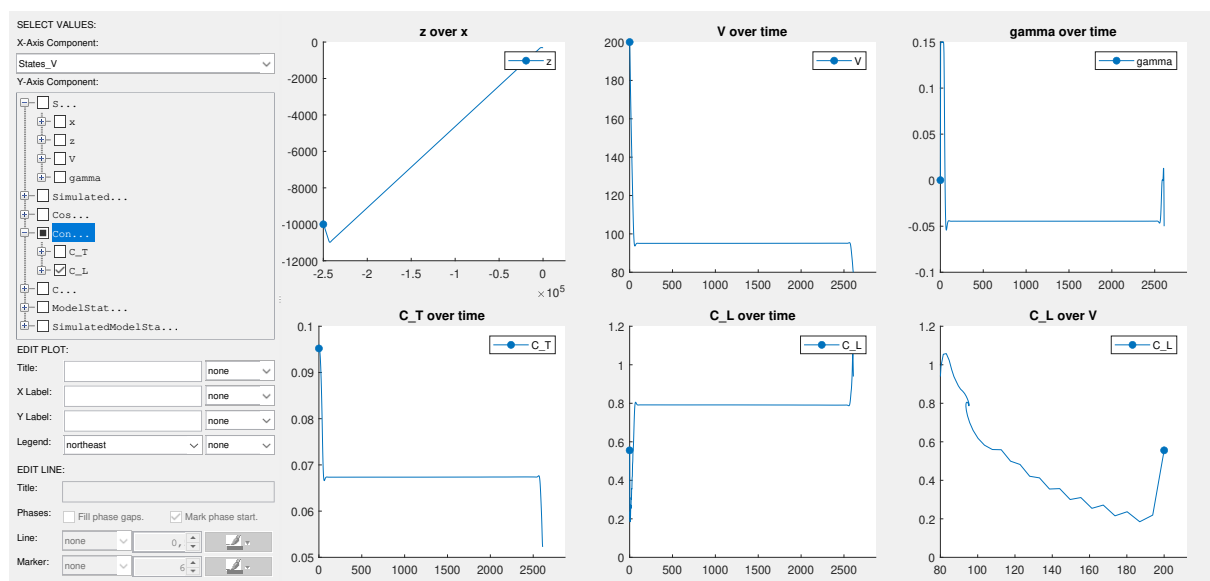 SELECT VALUES:
X-Axis Component:
States_V
Y-Axis Component:
S...
x
z
V
gamma
Simulated...
Cos...
Con...
C_T
C_L
C...
ModelStat...
SimulatedModelSta...
EDIT PLOT:
Title: none
X Label: none
Y Label: none
Legend: northeast none
EDIT LINE:
Title:
Phases: Fill phase gaps. Mark phase start.
Line: none 0,
Marker: none 6
z over x
z
0
-2000
-4000
-6000
-8000
-10000
-12000
-2.5 -2 -1.5 -1 -0.5 0
×10^5
V over time
V
200
180
160
140
120
100
80
0 500 1000 1500 2000 2500
gamma over time
gamma
0.15
0.1
0.05
0
-0.05
-0.1
0 500 1000 1500 2000 2500
C_T over time
C_T
0.1
0.09
0.08
0.07
0.06
0.05
0 500 1000 1500 2000 2500
C_L over time
C_L
1.2
1
0.8
0.6
0.4
0.2
0
0 500 1000 1500 2000 2500
C_L over V
C_L
1.2
1
0.8
0.6
0.4
0.2
0
80 100 120 140 160 180 200